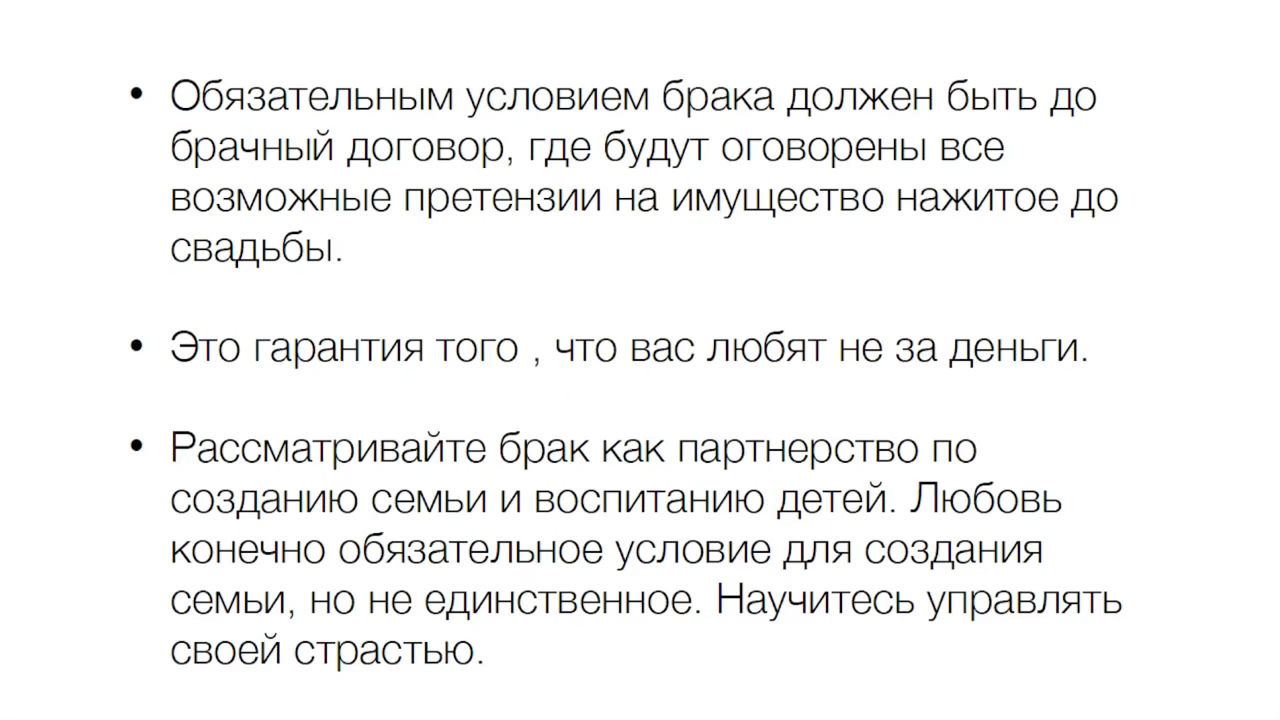 • Обязательным условием брака должен быть до
брачный договор, где будут оговорены все
возможные претензии на имущество нажитое до
свадьбы.
• Это гарантия того , что вас любят не за деньги.
• Рассматривайте брак как партнерство по
созданию семьи и воспитанию детей. Любовь
конечно обязательное условие для создания
семьи, но не единственное. Научитесь управлять
своей страстью.